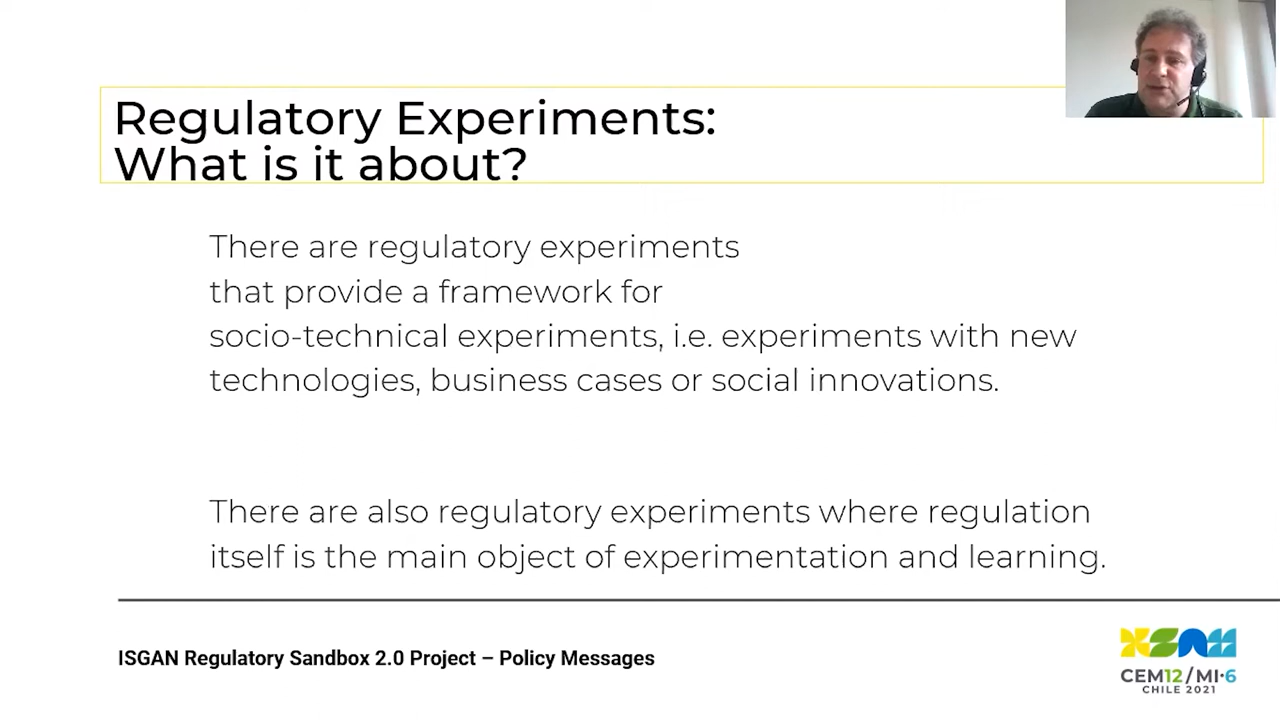 Regulatory Experiments:
What is it about?
There are regulatory experiments
that provide a framework for
socio-technical experiments, i.e. experiments with new
technologies, business cases or social innovations.
There are also regulatory experiments where regulation
itself is the main object of experimentation and learning.
ISGAN Regulatory Sandbox 2.0 Project – Policy Messages
CEM12/MI·6
CHILE 2021